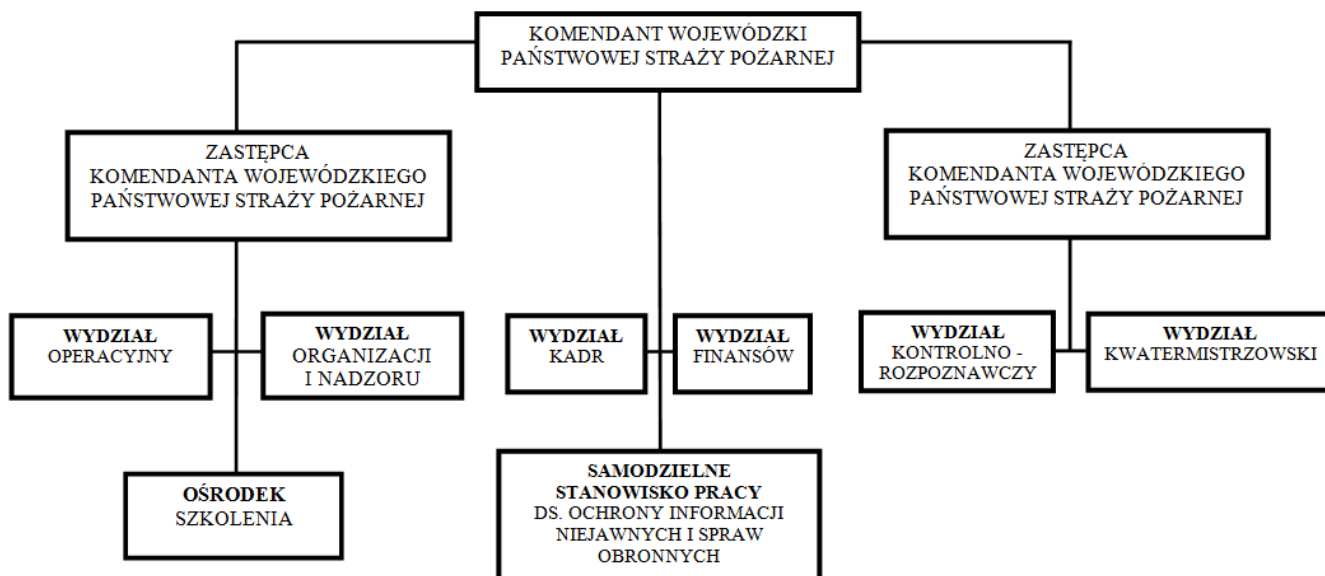 KOMENDANT WOJEWÓDZKI
PAŃSTWOWEJ STRAŻY POŻARNEJ
ZASTĘPCA
KOMENDANTA WOJEWÓDZKIEGO
PAŃSTWOWEJ STRAŻY POŻARNEJ
ZASTĘPCA
KOMENDANTA WOJEWÓDZKIEGO
PAŃSTWOWEJ STRAŻY POŻARNEJ
WYDZIAŁ
OPERACYJNY
WYDZIAŁ
ORGANIZACJI
I NADZORU
WYDZIAŁ
KADR
WYDZIAŁ
FINANSÓW
WYDZIAŁ
KONTROLNO -
ROZPOZNAWCZY
WYDZIAŁ
KWATERMISTRZOWSKI
OŚRODEK
SZKOLENIA
SAMODZIELNE
STANOWISKO PRACY
DS. OCHRONY INFORMACJI
NIEJAWNYCH I SPRAW
OBRONNYCH